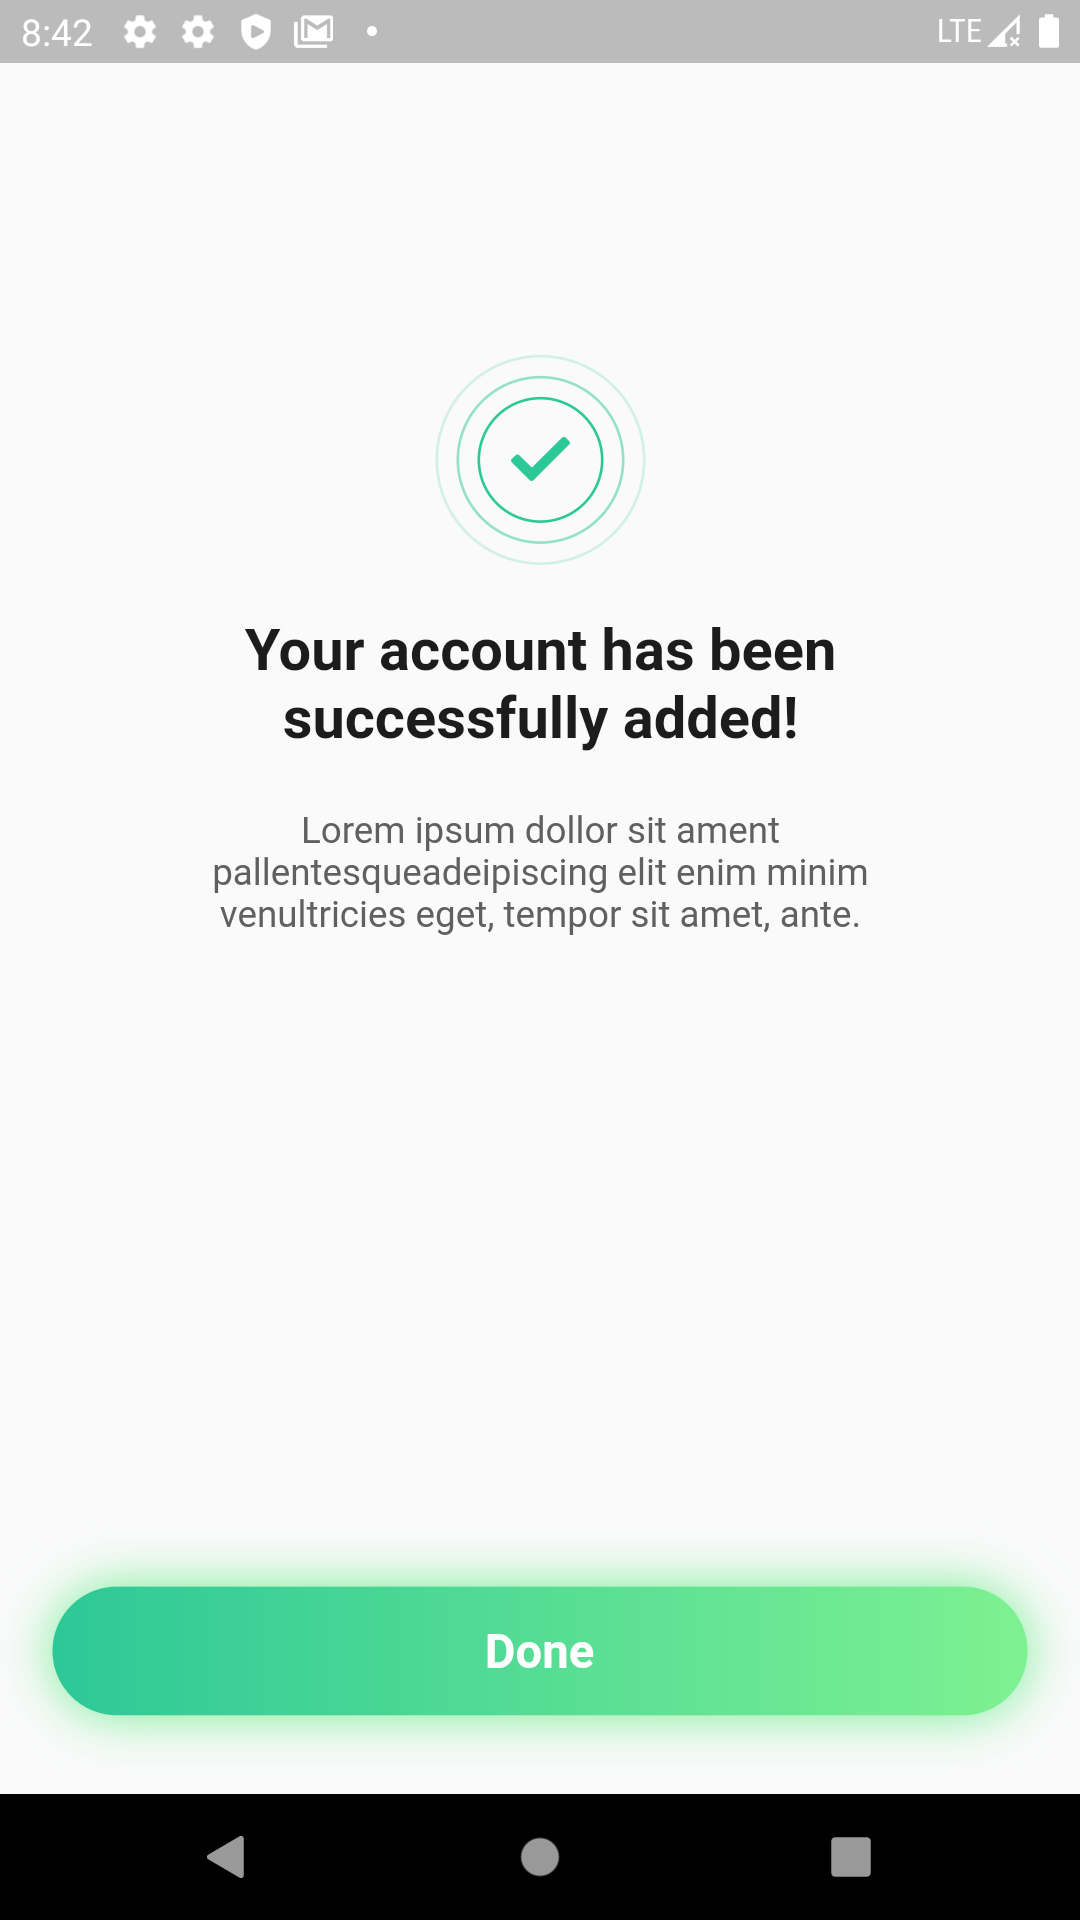 8:42
LTE
Your account has been
successfully added!
Lorem ipsum dollor sit ament
pallentesqueadeipiscing elit enim minim
venultricies eget, tempor sit amet, ante.
Done